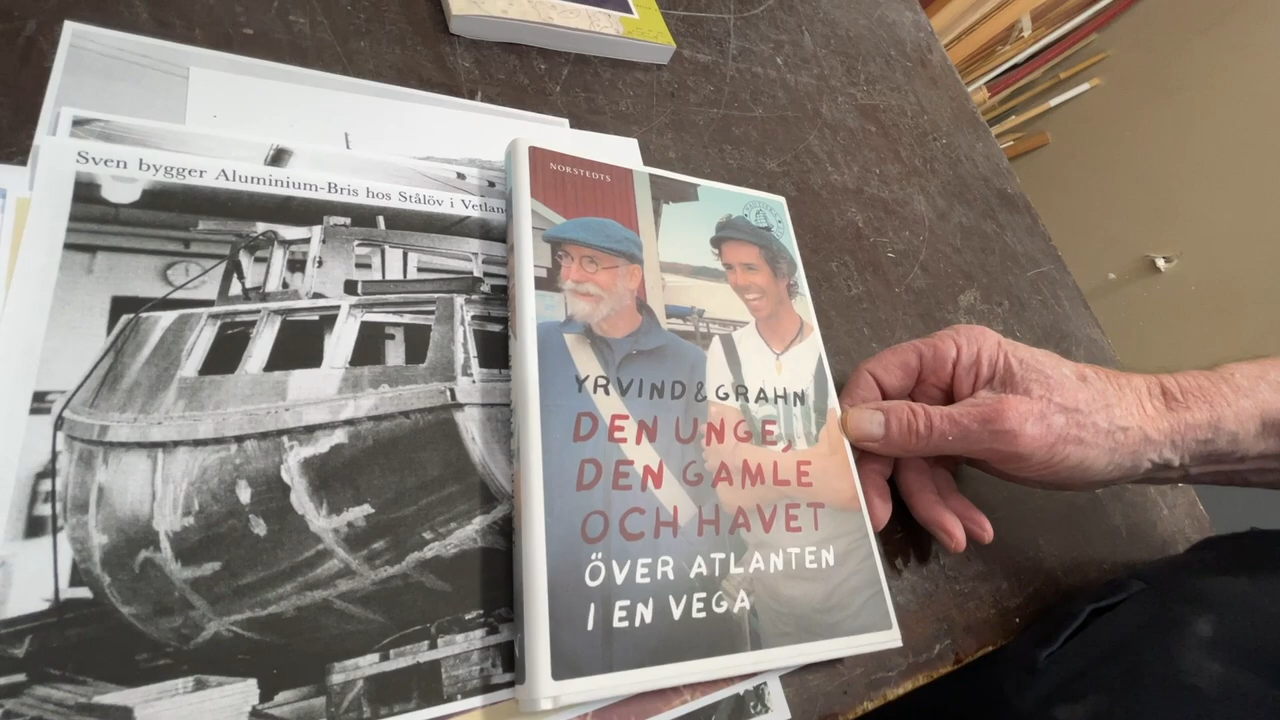 Sven bygger Aluminium-Bris hos Stålöv i
NORSTEDTS
YRVIND & GRAHN
DEN UNGE,
DEN GAMLE
OCH HAVET
ÖVER ATLANTEN
I EN VEGA